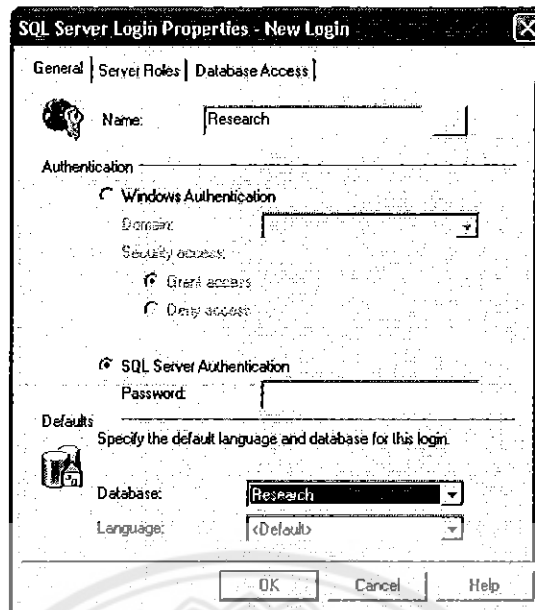 SQL Server Login Properties - New Login
General Server Roles Database Access
Name: Research
Authentication
Windows Authentication
Domain:
Security access:
Grant access
Deny access
SQL Server Authentication
Password:
Defaults
Specify the default language and database for this login.
Database: Research
Language: <Default>
OK Cancel Help